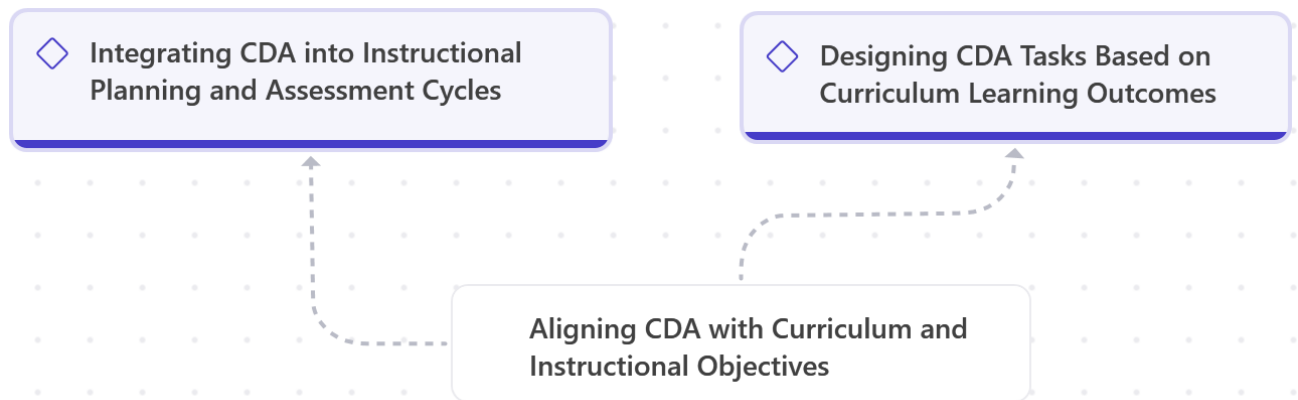 Integrating CDA into Instructional
Planning and Assessment Cycles
Designing CDA Tasks Based on
Curriculum Learning Outcomes
Aligning CDA with Curriculum and
Instructional Objectives